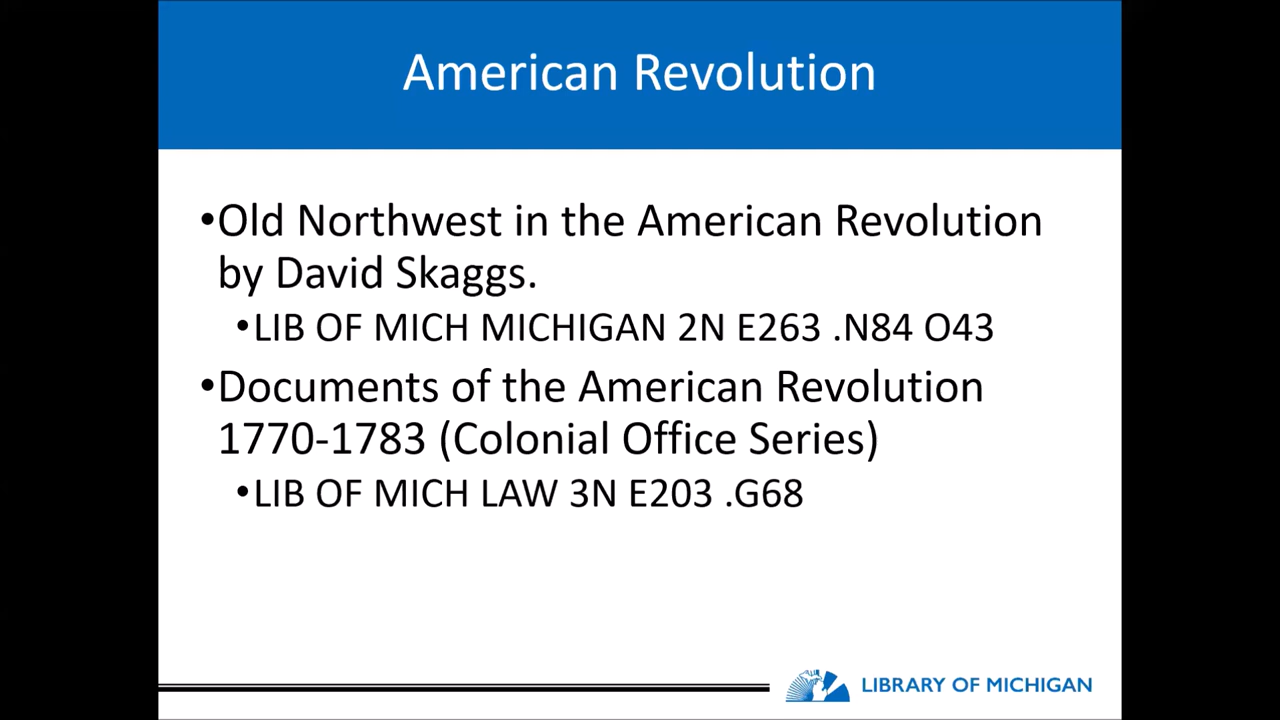 American Revolution
•Old Northwest in the American Revolution
by David Skaggs.
•LIB OF MICH MICHIGAN 2N E263 .N84 O43
•Documents of the American Revolution
1770-1783 (Colonial Office Series)
•LIB OF MICH LAW 3N E203 .G68
LIBRARY OF MICHIGAN